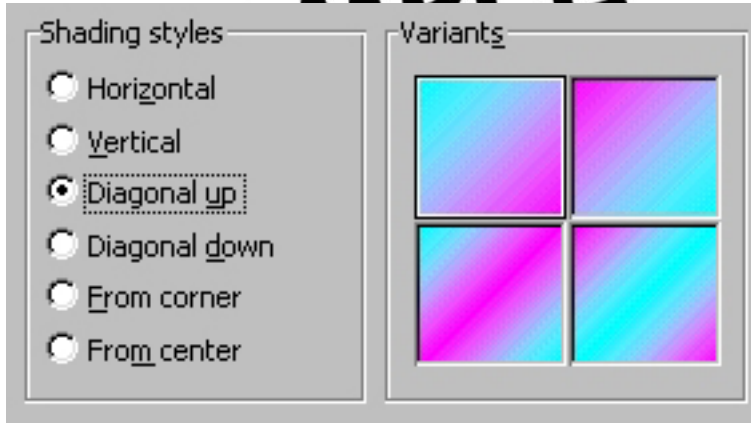 Shading styles
Variants
Horizontal
Vertical
Diagonal up
Diagonal down
From corner
From center